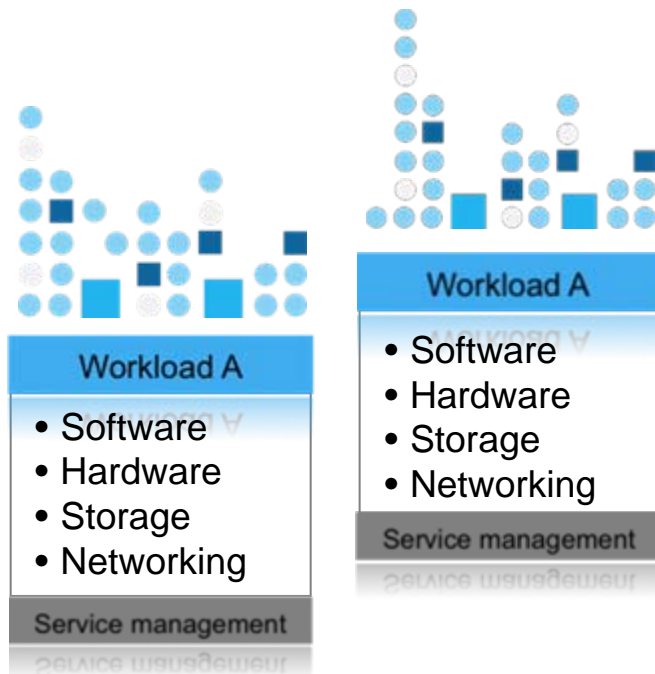 Workload A
• Software
• Hardware
• Storage
• Networking
Service management
Workload A
• Software
• Hardware
• Storage
• Networking
Service management